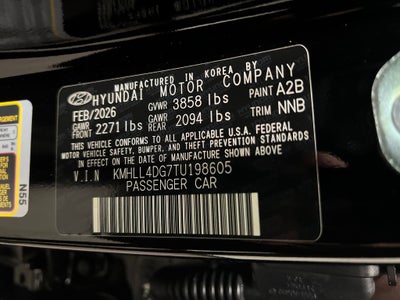 MANUFACTURED IN KOREA BY
HYUNDAI MOTOR COMPANY
FEB/2026 GVWR 3858 lbs PAINT A2B
GAWR FRONT 2271 lbs GAWR REAR 2094 lbs TRIM NNB
THIS VEHICLE CONFORMS TO ALL APPLICABLE U.S.A FEDERAL
MOTOR VEHICLE SAFETY, BUMPER, AND THEFT PREVENTION STANDARDS
IN EFFECT ON THE DATE OF MANUFACTURE SHOWN ABOVE.
V.I.N KMHLL4DG7TU198605
PASSENGER CAR
N55